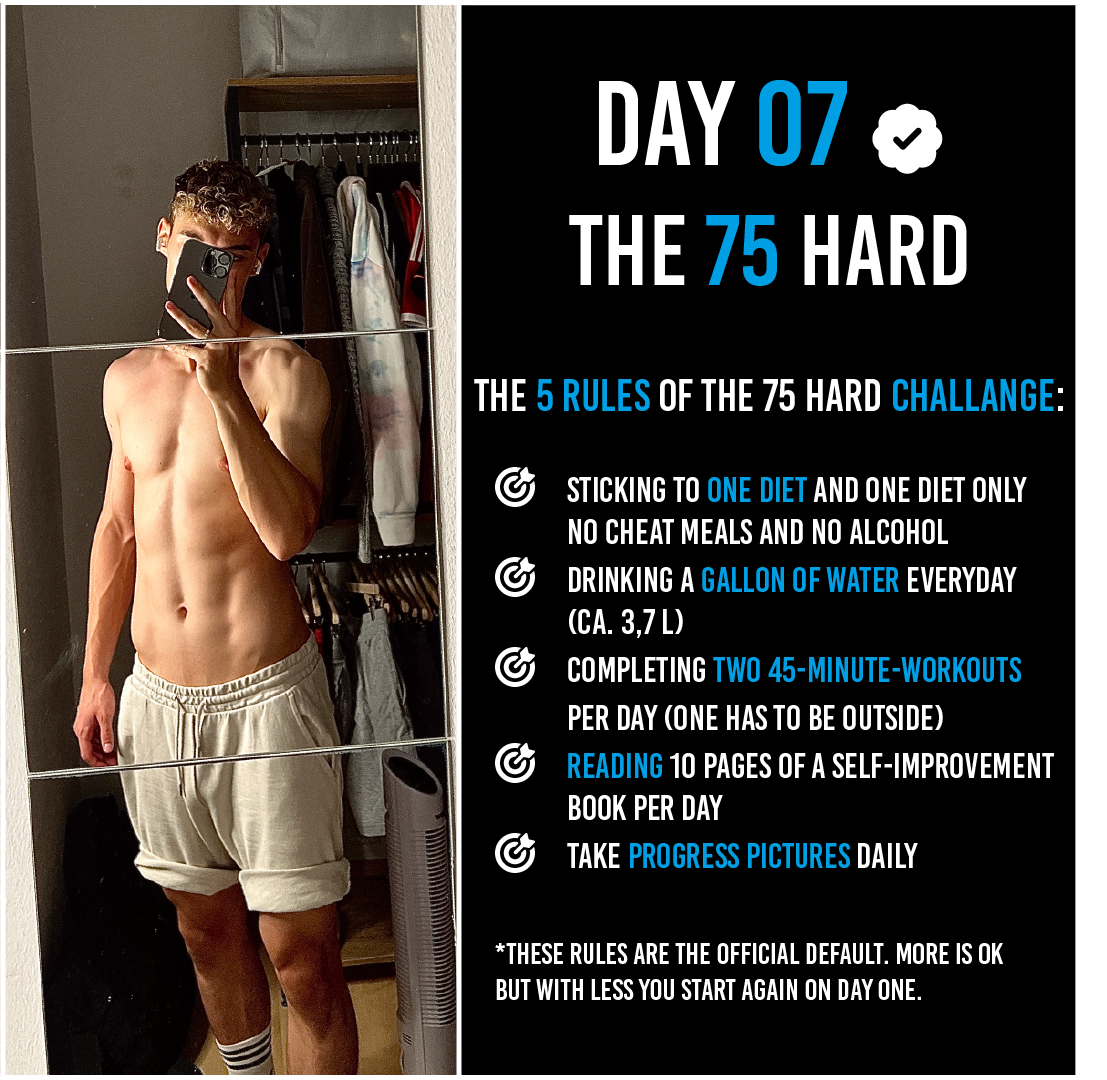 DAY 07
THE 75 HARD
THE 5 RULES OF THE 75 HARD CHALLANGE:
STICKING TO ONE DIET AND ONE DIET ONLY
NO CHEAT MEALS AND NO ALCOHOL
DRINKING A GALLON OF WATER EVERYDAY
(CA. 3,7 L)
COMPLETING TWO 45-MINUTE-WORKOUTS
PER DAY (ONE HAS TO BE OUTSIDE)
READING 10 PAGES OF A SELF-IMPROVEMENT
BOOK PER DAY
TAKE PROGRESS PICTURES DAILY
*THESE RULES ARE THE OFFICIAL DEFAULT. MORE IS OK
BUT WITH LESS YOU START AGAIN ON DAY ONE.